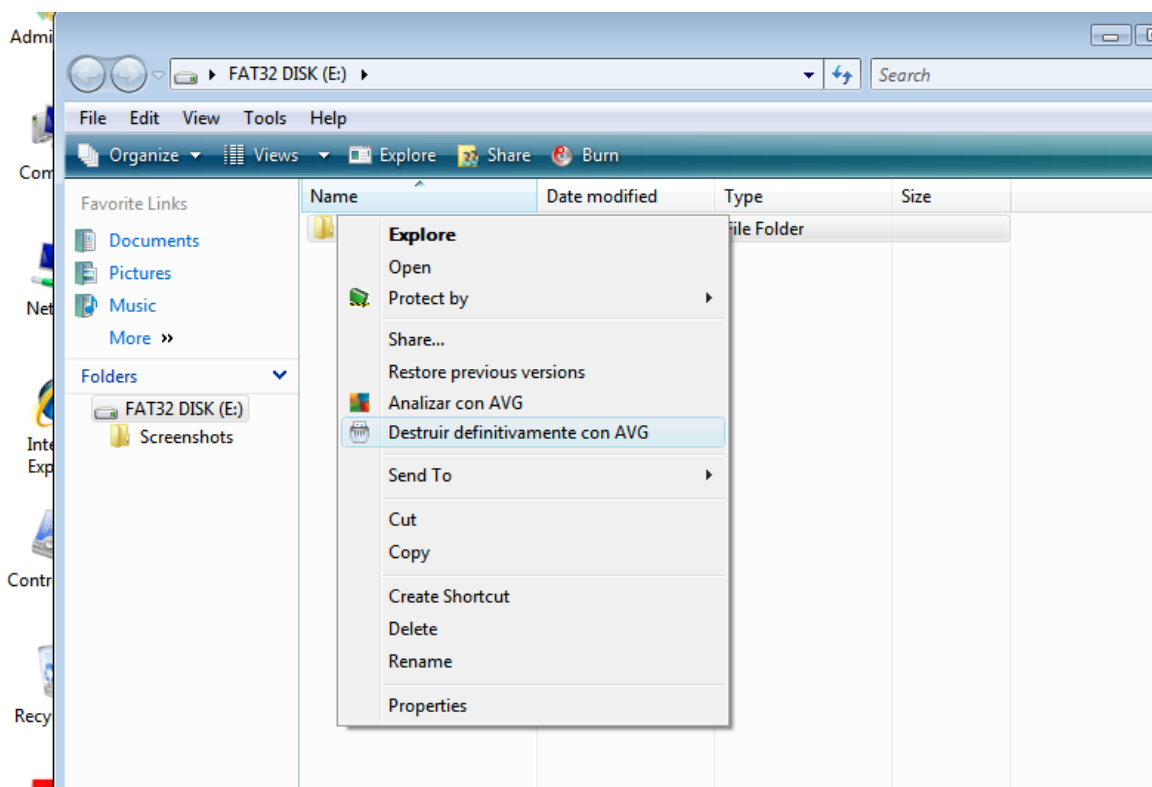 Admi
FAT32 DISK (E:)
Search
File Edit View Tools Help
Organize Views Explore Share Burn
Com
Favorite Links
Name Date modified Type Size
Documents
File Folder
Pictures
Music
Net
More »
Folders
FAT32 DISK (E:)
Screenshots
Inte
Exp
Contr
Recy
Explore
Open
Protect by
Share...
Restore previous versions
Analizar con AVG
Destruir definitivamente con AVG
Send To
Cut
Copy
Create Shortcut
Delete
Rename
Properties